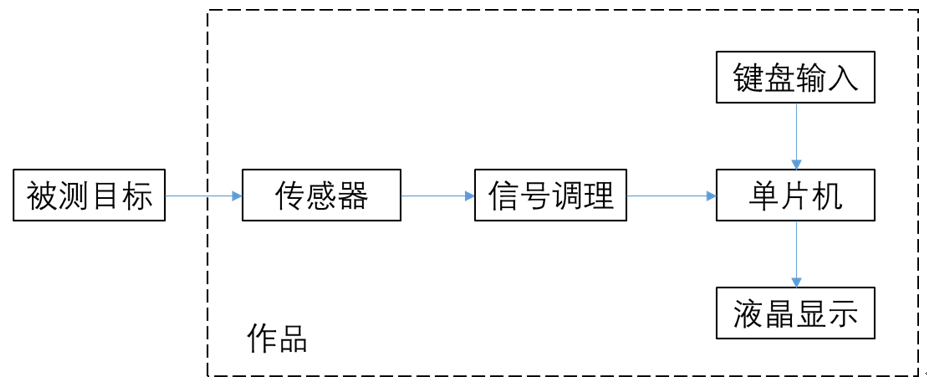 键盘输入
被测目标
传感器
信号调理
单片机
液晶显示
作品